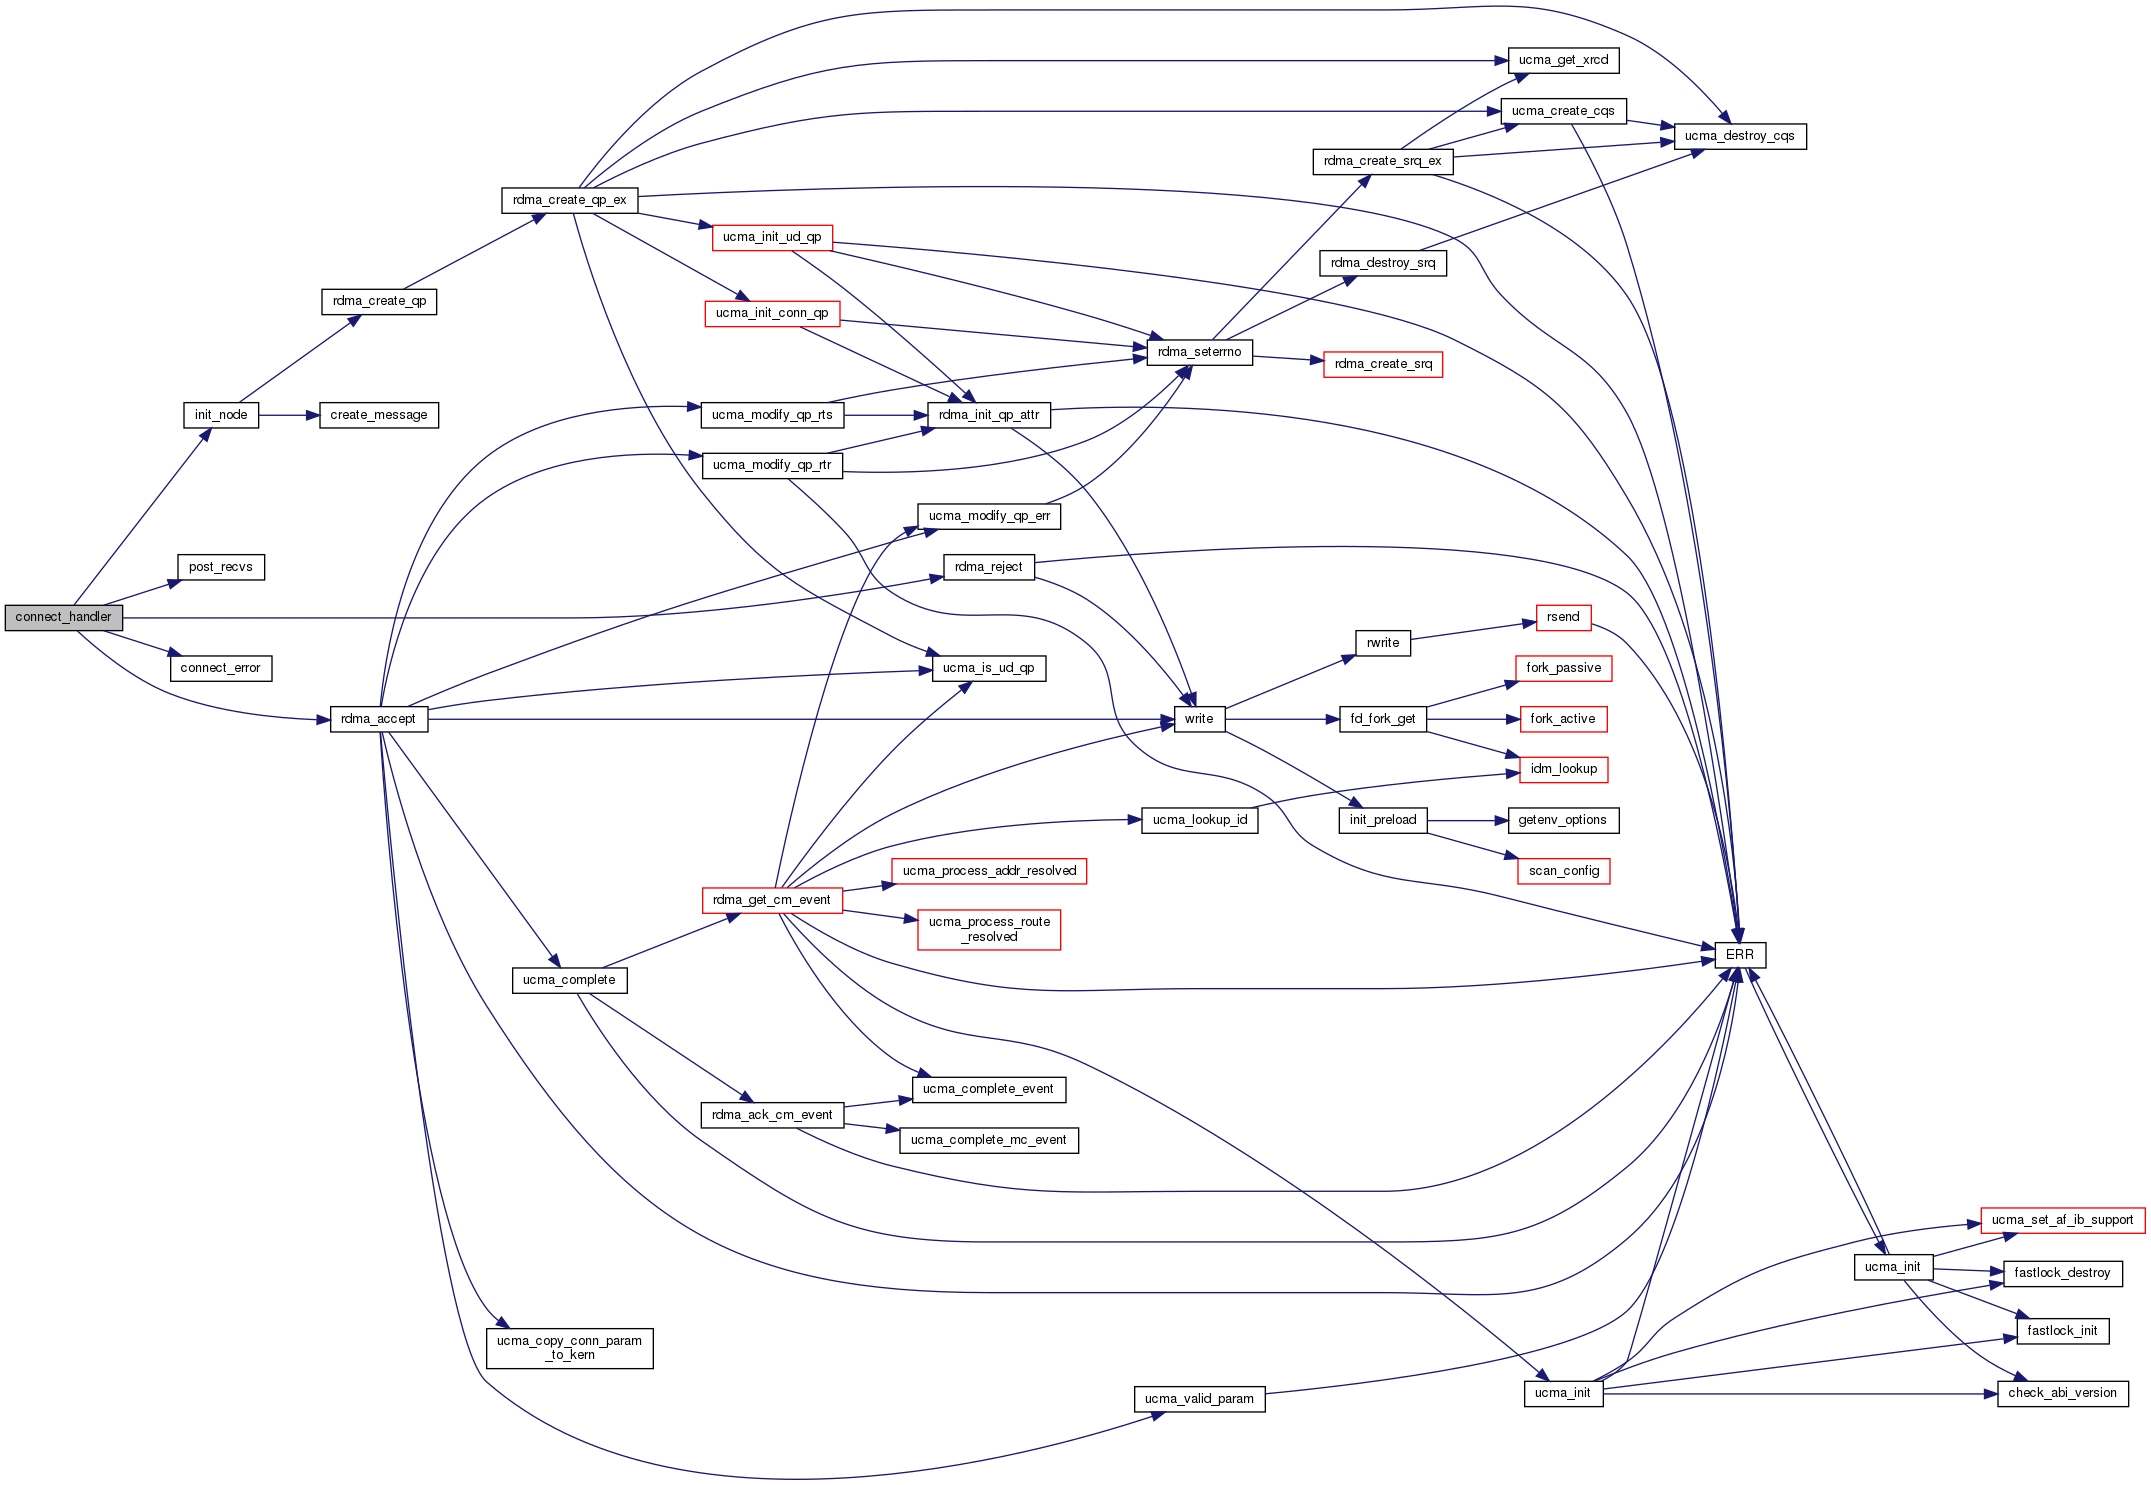 connect_handler
init_node
post_recvs
connect_error
rdma_create_qp
create_message
rdma_accept
rdma_create_qp_ex
ucma_complete
ucma_copy_conn_param
_to_kern
ucma_init_ud_qp
ucma_init_conn_qp
ucma_modify_qp_rts
ucma_modify_qp_rtr
rdma_get_cm_event
rdma_ack_cm_event
rdma_init_qp_attr
ucma_modify_qp_err
rdma_reject
ucma_is_ud_qp
ucma_process_addr_resolved
ucma_process_route
_resolved
ucma_complete_event
ucma_complete_mc_event
rdma_seterrno
write
ucma_lookup_id
ucma_valid_param
rdma_create_srq_ex
rdma_destroy_srq
rdma_create_srq
rwrite
fd_fork_get
init_preload
ucma_get_xrcd
ucma_create_cqs
rsend
fork_passive
fork_active
idm_lookup
getenv_options
scan_config
ucma_init
ucma_destroy_cqs
ERR
ucma_init
ucma_set_af_ib_support
fastlock_destroy
fastlock_init
check_abi_version